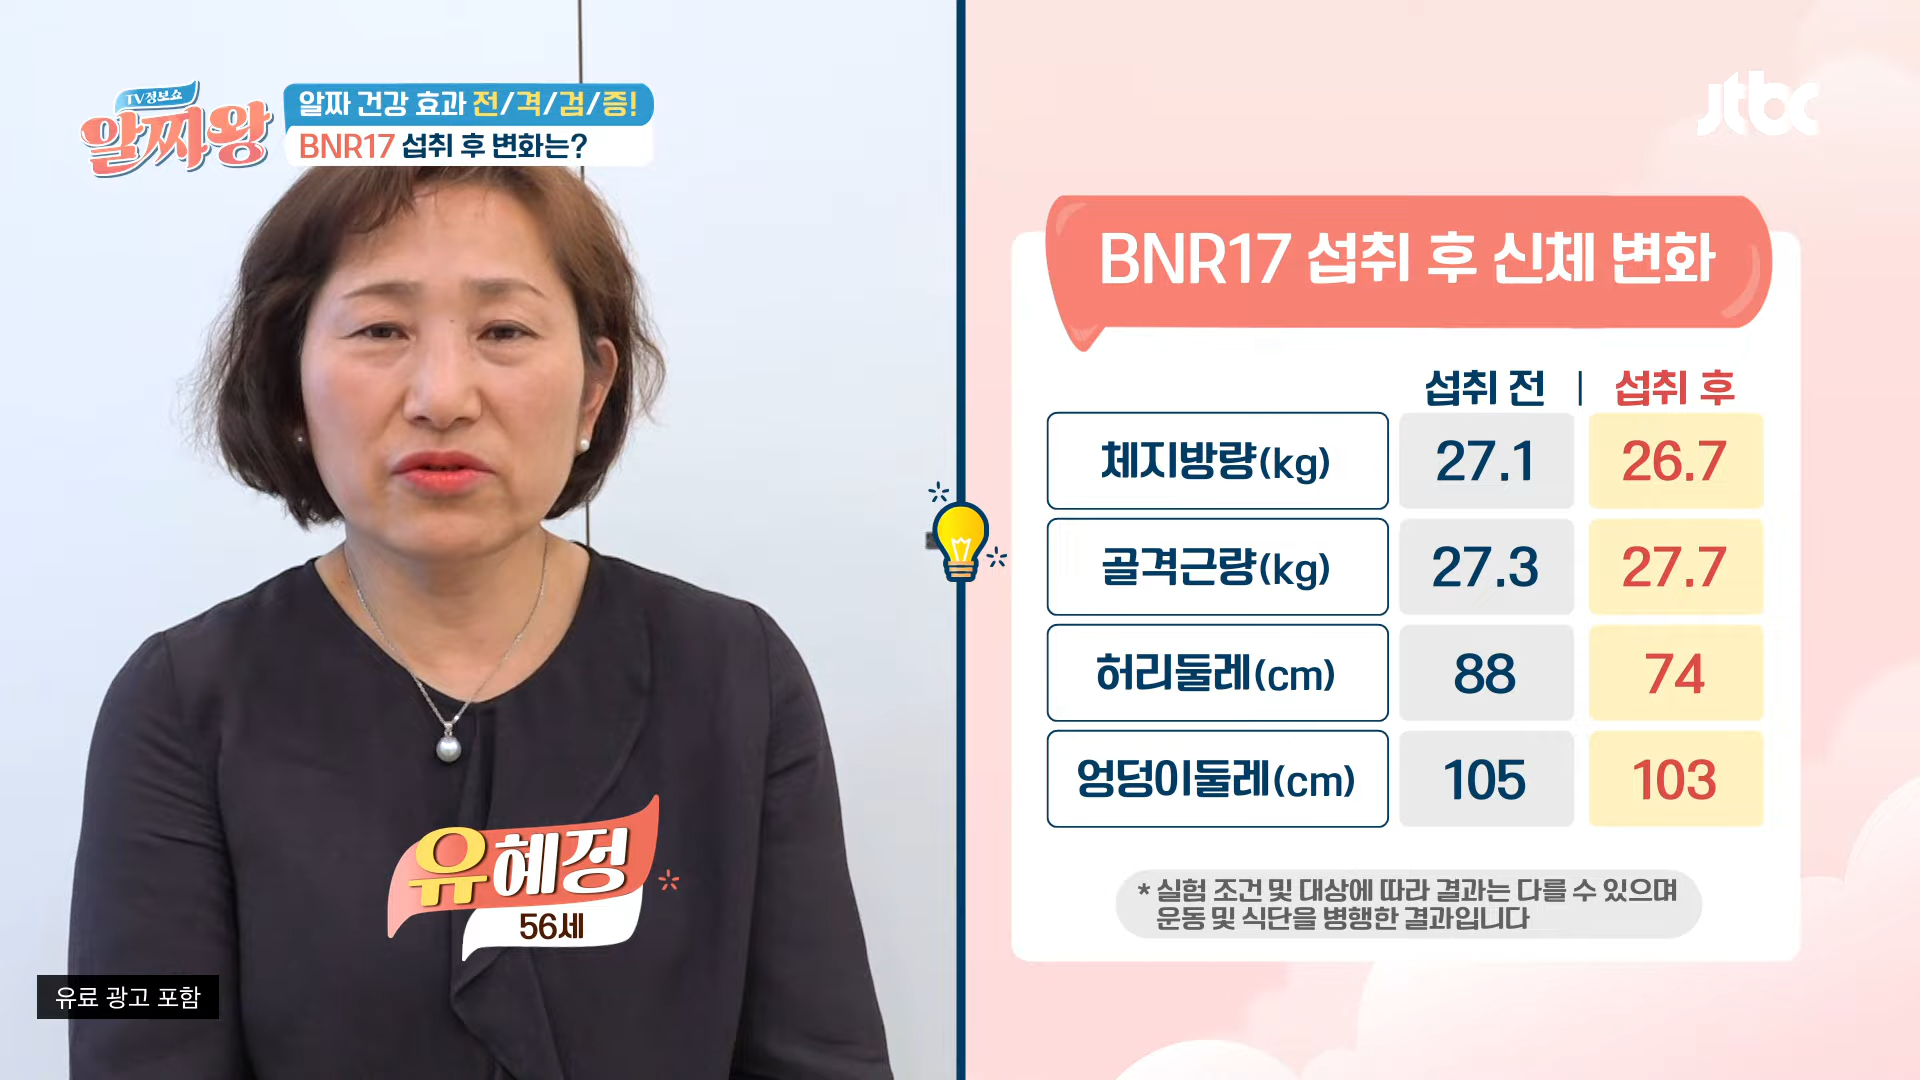 TV정보쇼
알짜왕
알짜 건강 효과 전/격/검/증!
BNR17 섭취 후 변화는?
jtbc
BNR17 섭취 후 신체 변화
섭취 전 | 섭취 후
체지방량(kg) 27.1 26.7
골격근량(kg) 27.3 27.7
허리둘레(cm) 88 74
엉덩이둘레(cm) 105 103
* 실험 조건 및 대상에 따라 결과는 다를 수 있으며
운동 및 식단을 병행한 결과입니다
유혜정
56세
유료 광고 포함